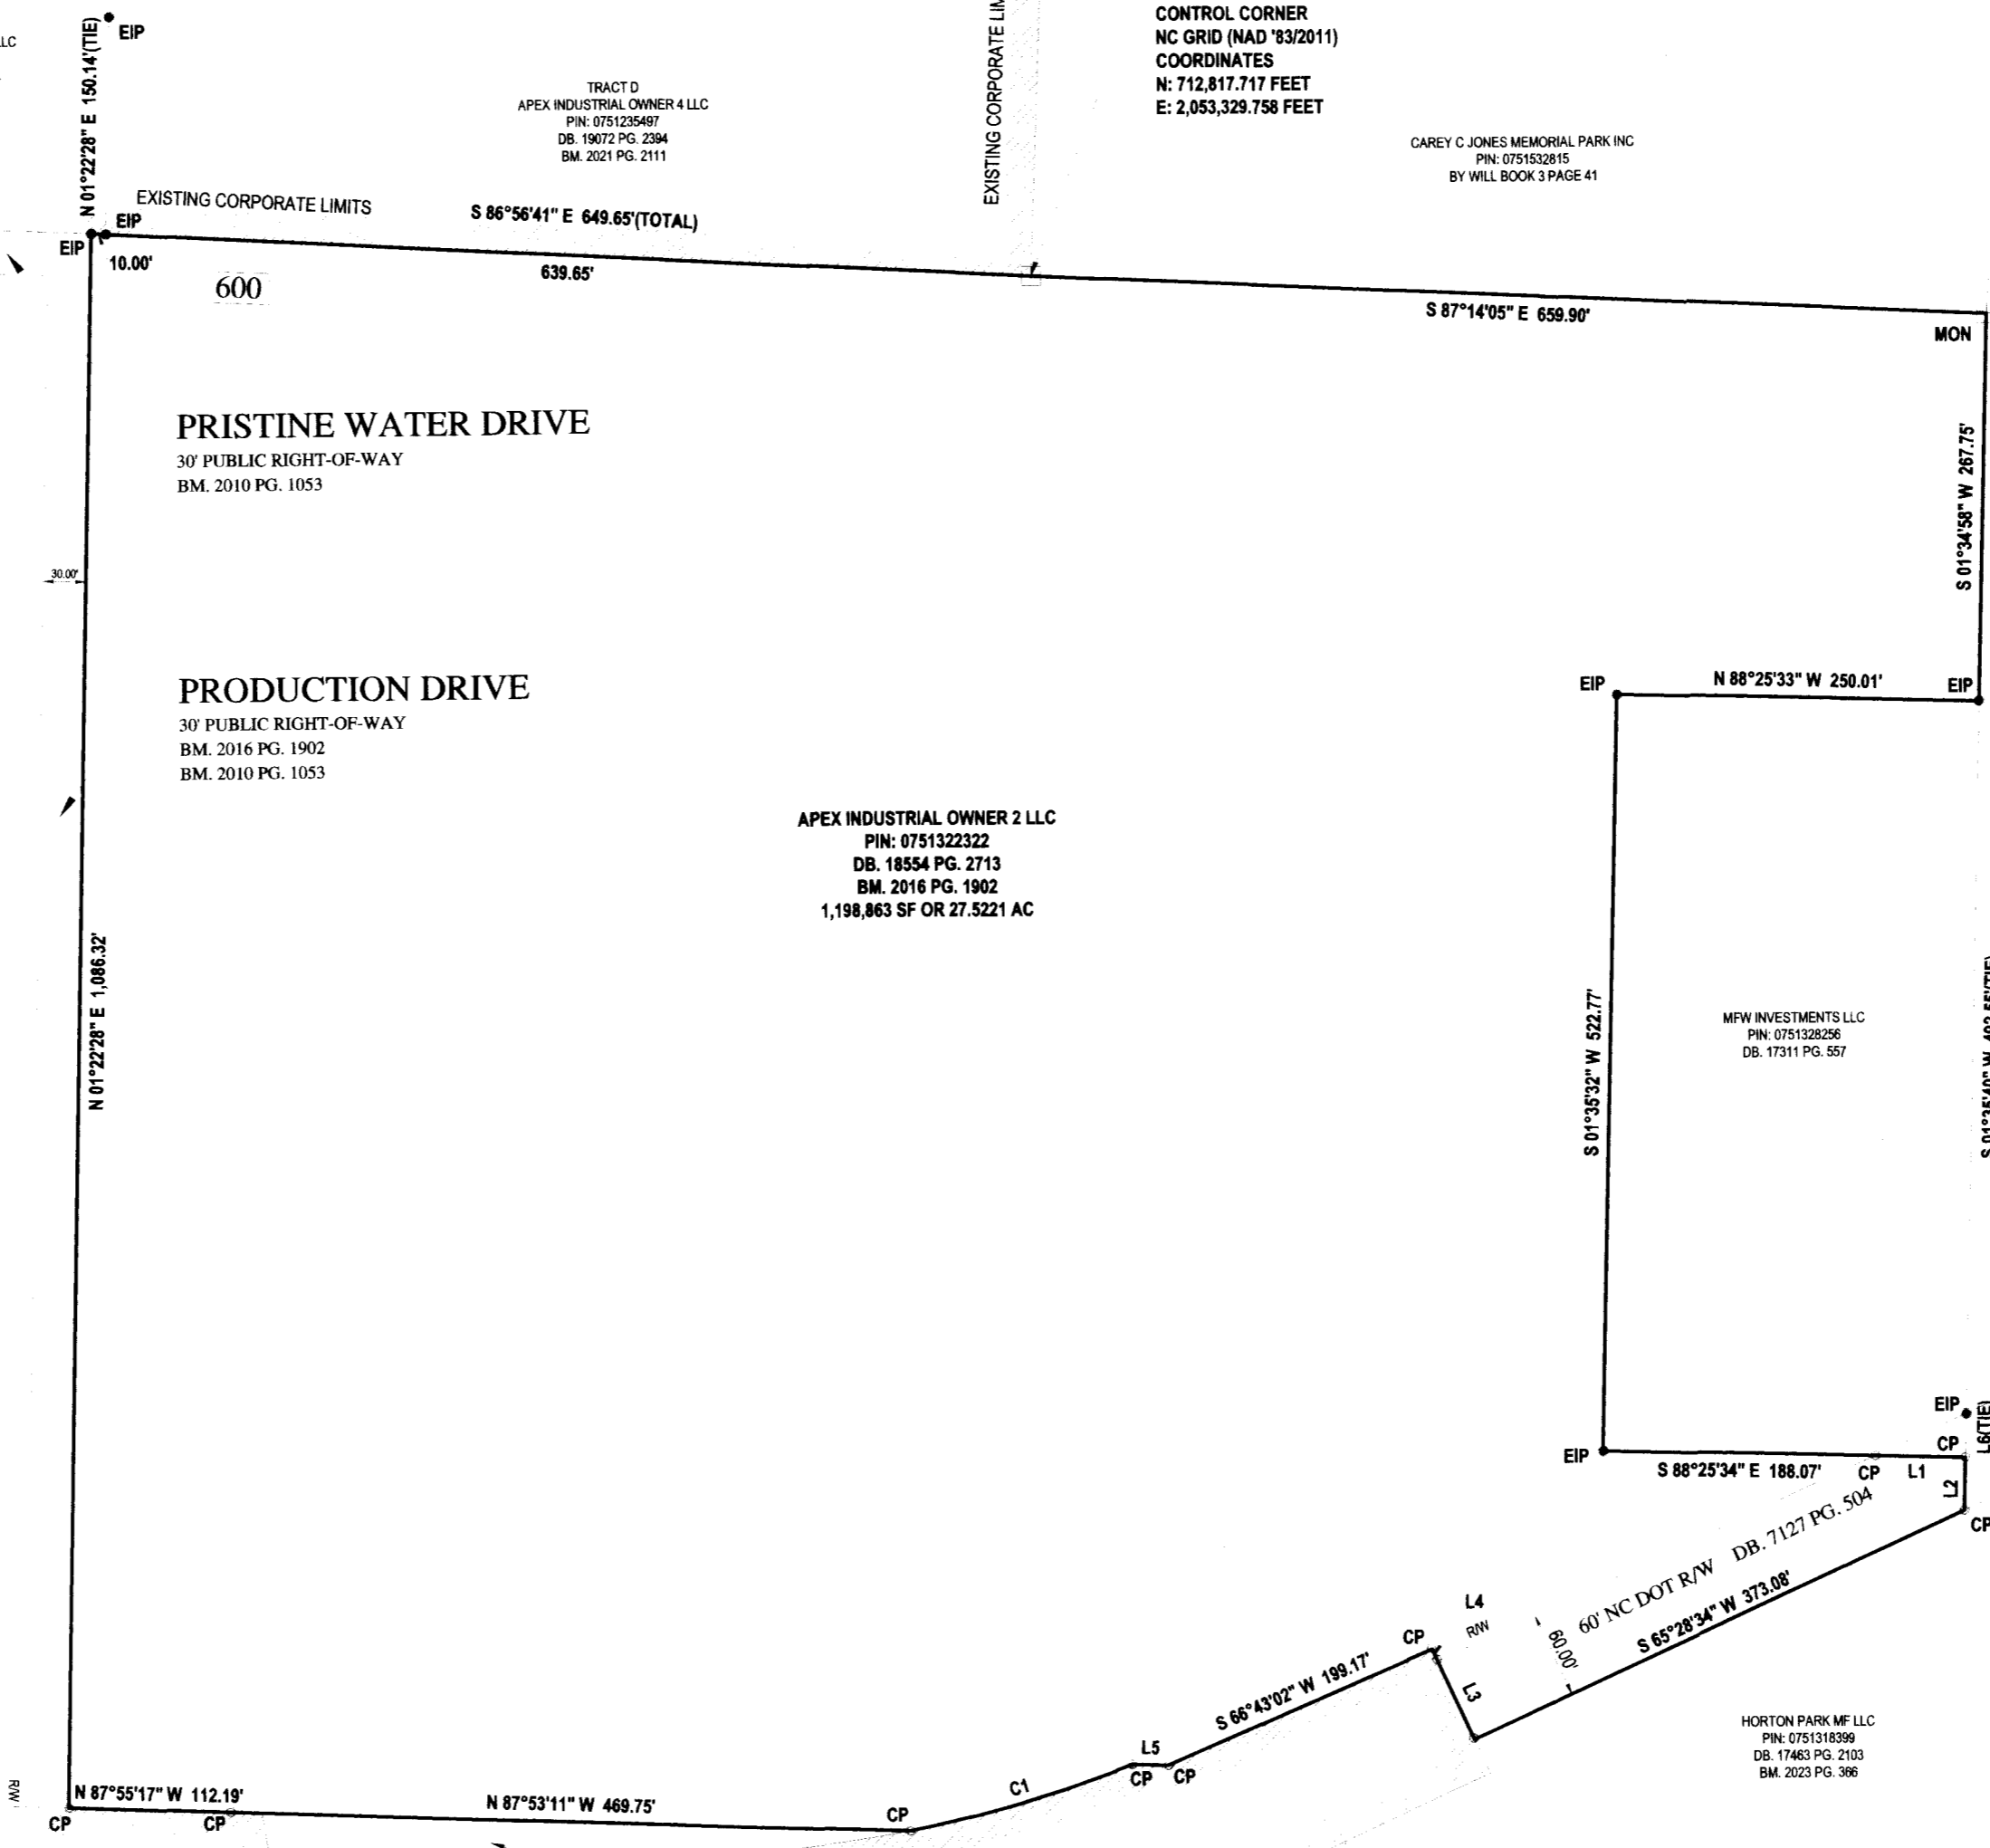 LLC
N 01°22'28" E 150.14'(TIE)
EIP
TRACT D
APEX INDUSTRIAL OWNER 4 LLC
PIN: 0751235497
DB. 19072 PG. 2394
BM. 2021 PG. 2111
CONTROL CORNER
NC GRID (NAD '83/2011)
COORDINATES
N: 712,817.717 FEET
E: 2,053,329.758 FEET
EXISTING CORPORATE
CAREY C JONES MEMORIAL PARK INC
PIN: 0751532815
BY WILL BOOK 3 PAGE 41
EXISTING CORPORATE LIMITS
S 86°56'41" E 649.65'(TOTAL)
EIP
EIP
10.00'
600
639.65'
S 87°14'05" E 659.90'
MON
PRISTINE WATER DRIVE
30' PUBLIC RIGHT-OF-WAY
BM. 2010 PG. 1053
S 01°34'58" W 267.75'
30.00'
PRODUCTION DRIVE
30' PUBLIC RIGHT-OF-WAY
BM. 2016 PG. 1902
BM. 2010 PG. 1053
EIP
N 88°25'33" W 250.01'
EIP
APEX INDUSTRIAL OWNER 2 LLC
PIN: 0751322322
DB. 18554 PG. 2713
BM. 2016 PG. 1902
1,198,863 SF OR 27.5221 AC
N 01°22'28" E 1,086.32'
S 01°35'32" W 522.77'
MFW INVESTMENTS LLC
PIN: 0751328256
DB. 17311 PG. 557
EIP
L6(TIE)
CP
EIP
S 88°25'34" E 188.07'
CP
L1
L2
CP
60' NC DOT R/W DB. 7127 PG. 504
S 65°28'34" W 373.08'
60.00'
L4
R/W
CP
L3
S 66°43'02" W 199.17'
L5
CP
CP
C1
HORTON PARK MF LLC
PIN: 0751318399
DB. 17463 PG. 2103
BM. 2023 PG. 366
R/W
N 87°55'17" W 112.19'
N 87°53'11" W 469.75'
CP
CP
CP